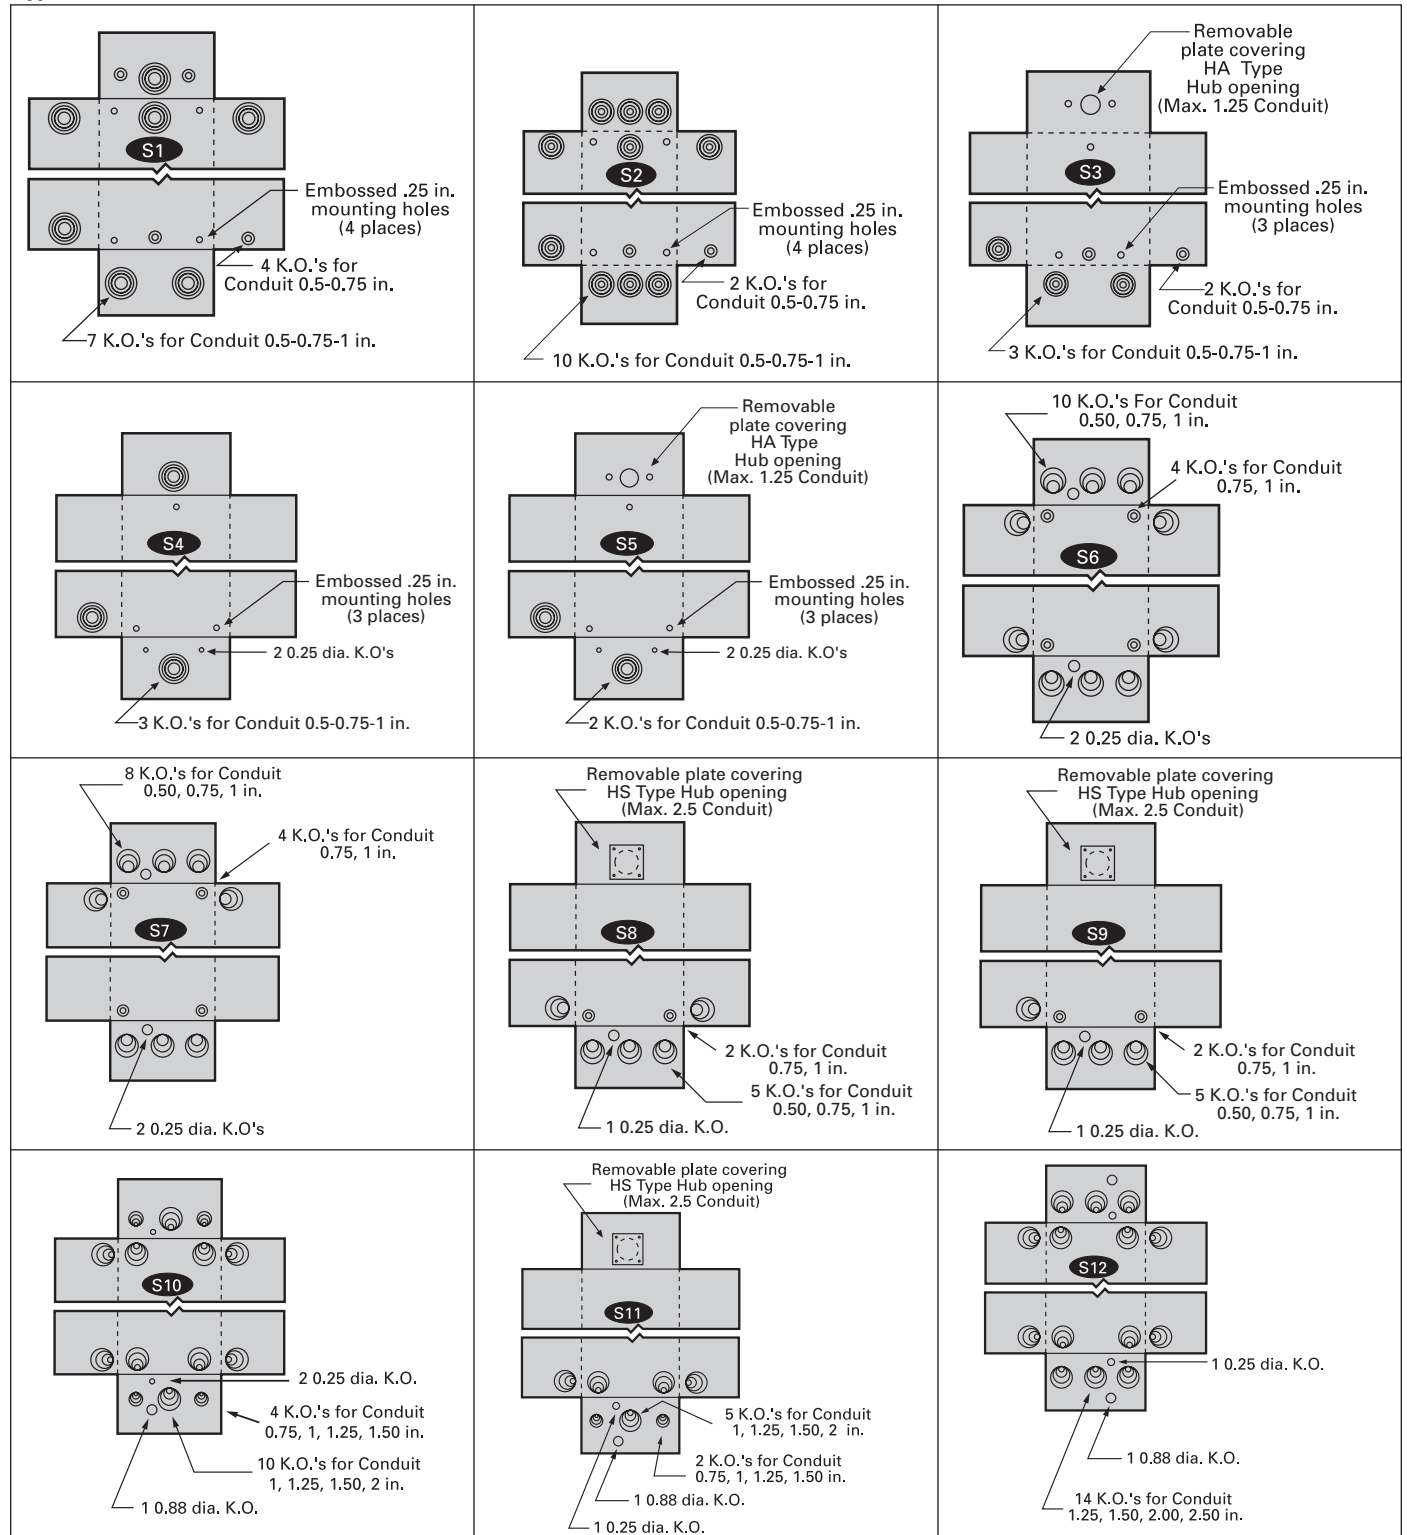 S1
Embossed .25 in.
mounting holes
(4 places)
4 K.O.'s for
Conduit 0.5-0.75 in.
7 K.O.'s for Conduit 0.5-0.75-1 in.
S2
Embossed .25 in.
mounting holes
(4 places)
2 K.O.'s for
Conduit 0.5-0.75 in.
10 K.O.'s for Conduit 0.5-0.75-1 in.
Removable
plate covering
HA Type
Hub opening
(Max. 1.25 Conduit)
S3
Embossed .25 in.
mounting holes
(3 places)
2 K.O.'s for
Conduit 0.5-0.75 in.
3 K.O.'s for Conduit 0.5-0.75-1 in.
S4
Embossed .25 in.
mounting holes
(3 places)
2 0.25 dia. K.O's
3 K.O.'s for Conduit 0.5-0.75-1 in.
Removable
plate covering
HA Type
Hub opening
(Max. 1.25 Conduit)
S5
Embossed .25 in.
mounting holes
(3 places)
2 0.25 dia. K.O's
2 K.O.'s for Conduit 0.5-0.75-1 in.
10 K.O.'s For Conduit
0.50, 0.75, 1 in.
4 K.O.'s for Conduit
0.75, 1 in.
S6
2 0.25 dia. K.O's
8 K.O.'s for Conduit
0.50, 0.75, 1 in.
4 K.O.'s for Conduit
0.75, 1 in.
S7
2 0.25 dia. K.O's
Removable plate covering
HS Type Hub opening
(Max. 2.5 Conduit)
S8
2 K.O.'s for Conduit
0.75, 1 in.
5 K.O.'s for Conduit
0.50, 0.75, 1 in.
1 0.25 dia. K.O.
Removable plate covering
HS Type Hub opening
(Max. 2.5 Conduit)
S9
2 K.O.'s for Conduit
0.75, 1 in.
5 K.O.'s for Conduit
0.50, 0.75, 1 in.
1 0.25 dia. K.O.
S10
2 0.25 dia. K.O.
4 K.O.'s for Conduit
0.75, 1, 1.25, 1.50 in.
10 K.O.'s for Conduit
1, 1.25, 1.50, 2 in.
1 0.88 dia. K.O.
Removable plate covering
HS Type Hub opening
(Max. 2.5 Conduit)
S11
5 K.O.'s for Conduit
1, 1.25, 1.50, 2 in.
2 K.O.'s for Conduit
0.75, 1, 1.25, 1.50 in.
1 0.88 dia. K.O.
1 0.25 dia. K.O.
S12
1 0.25 dia. K.O.
1 0.88 dia. K.O.
14 K.O.'s for Conduit
1.25, 1.50, 2.00, 2.50 in.